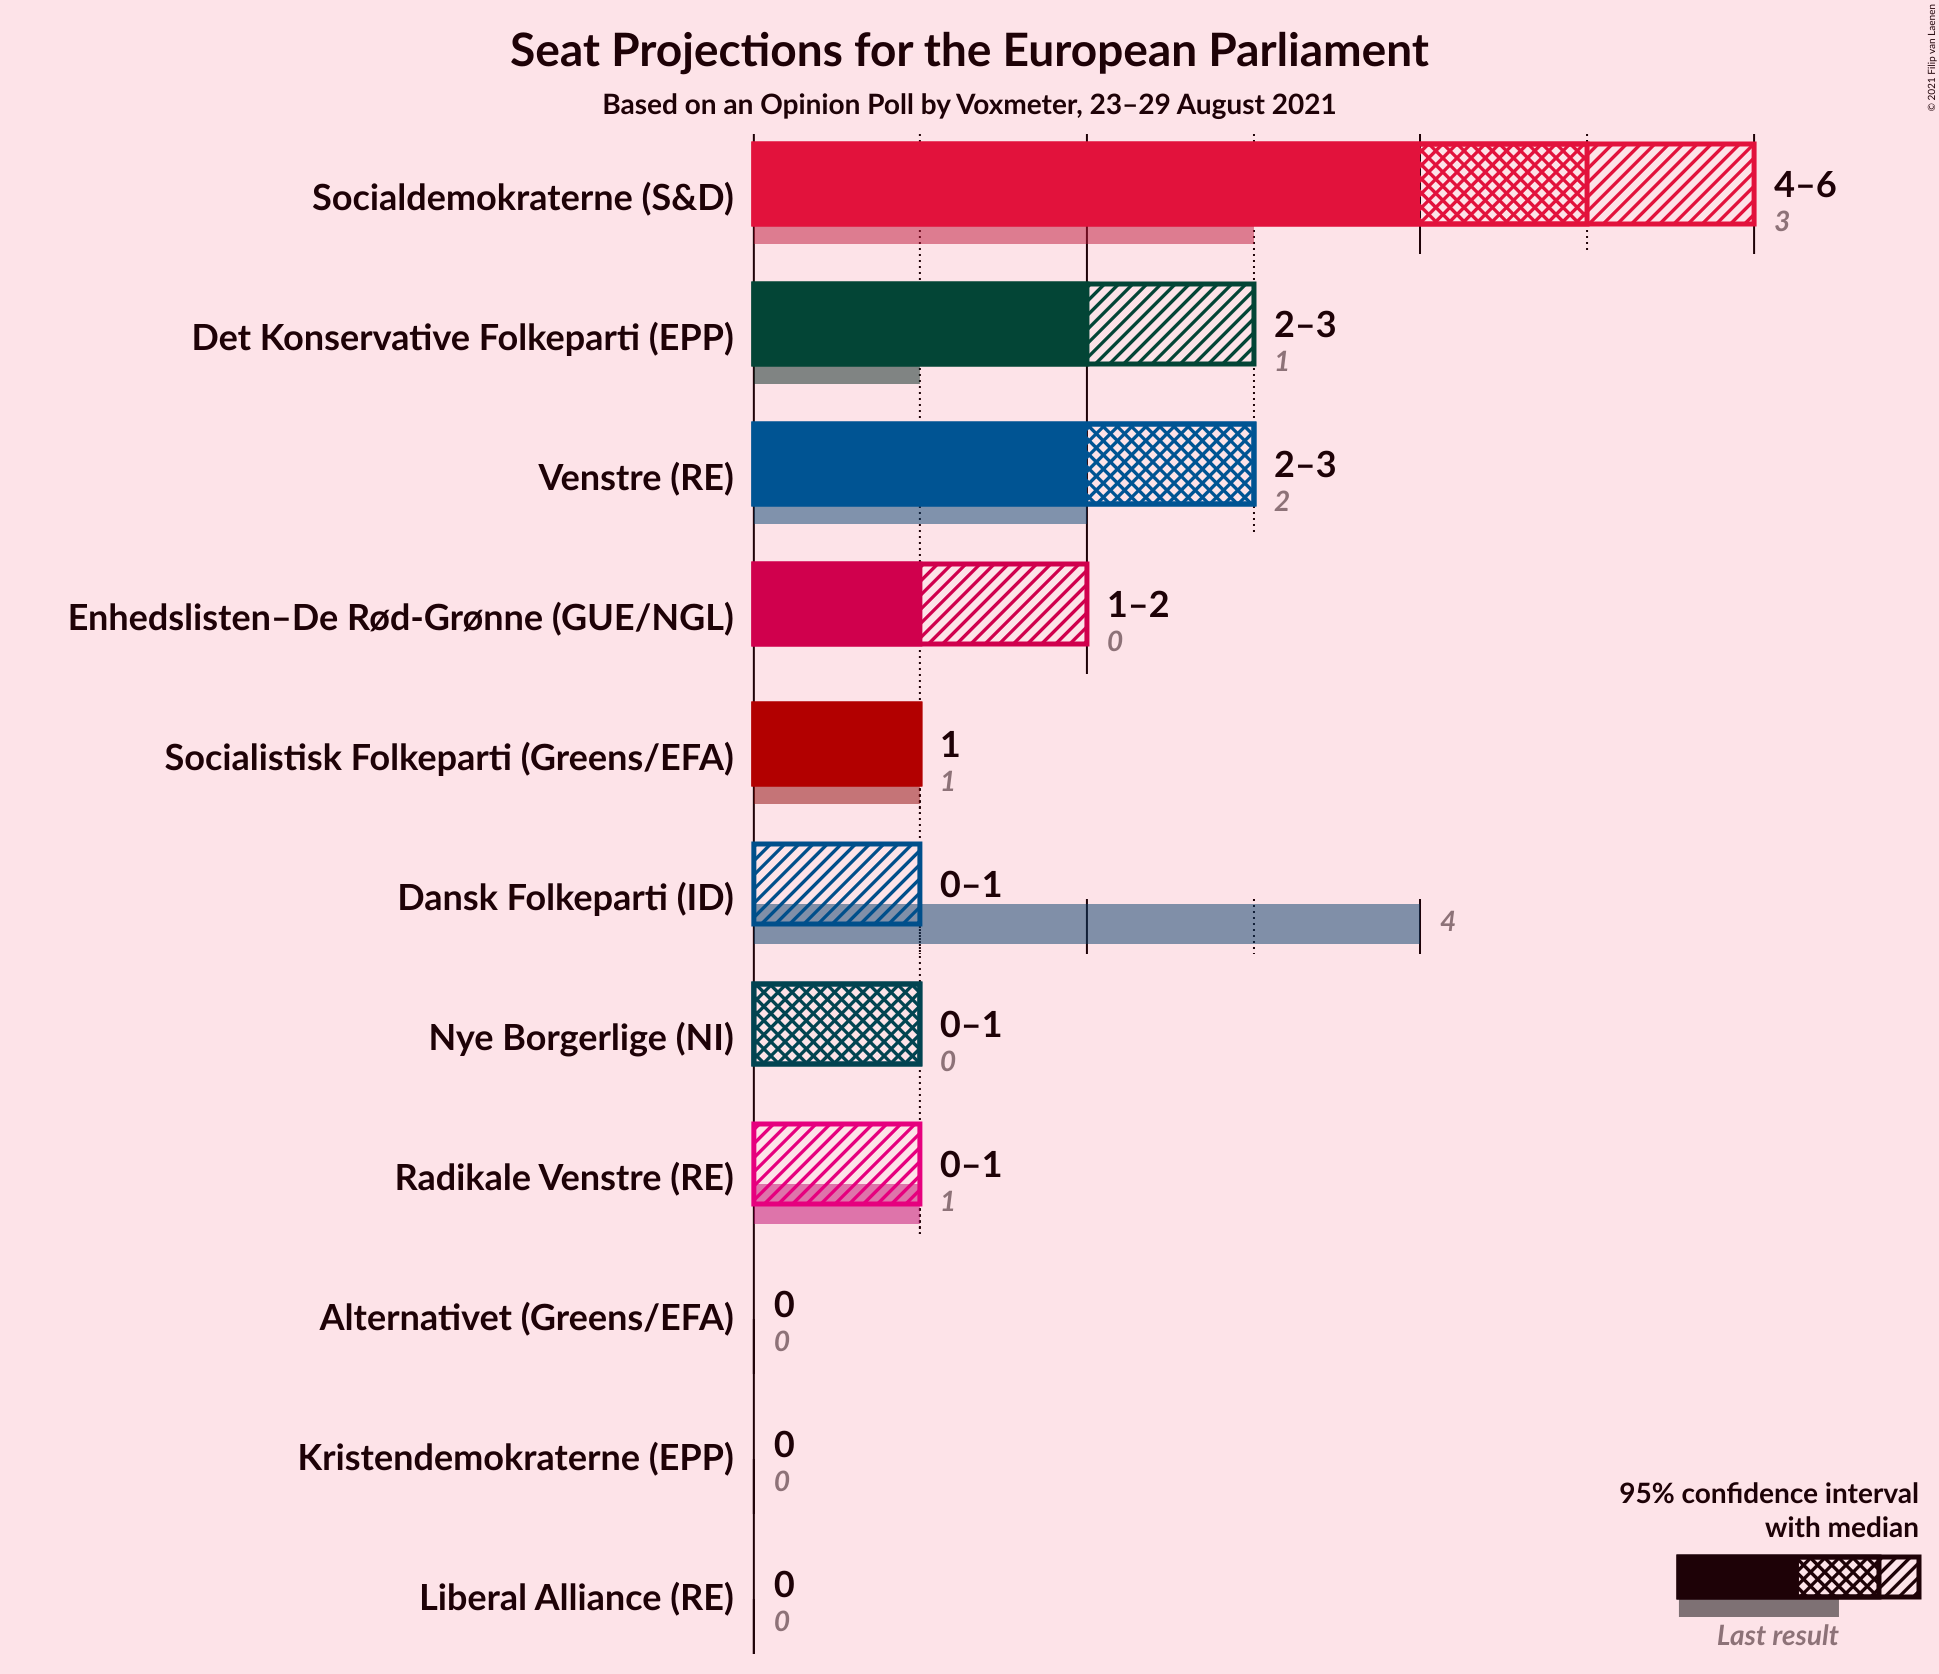 Seat Projections for the European Parliament
Based on an Opinion Poll by Voxmeter, 23–29 August 2021
© 2021 Filip van Laenen
Socialdemokraterne (S&D)
4–6
3
Det Konservative Folkeparti (EPP)
2–3
1
Venstre (RE)
2–3
2
Enhedslisten–De Rød-Grønne (GUE/NGL)
1–2
0
Socialistisk Folkeparti (Greens/EFA)
1
1
Dansk Folkeparti (ID)
0–1
4
Nye Borgerlige (NI)
0–1
0
Radikale Venstre (RE)
0–1
1
Alternativet (Greens/EFA)
0
0
Kristendemokraterne (EPP)
0
0
Liberal Alliance (RE)
0
0
95% confidence interval
with median
Last result